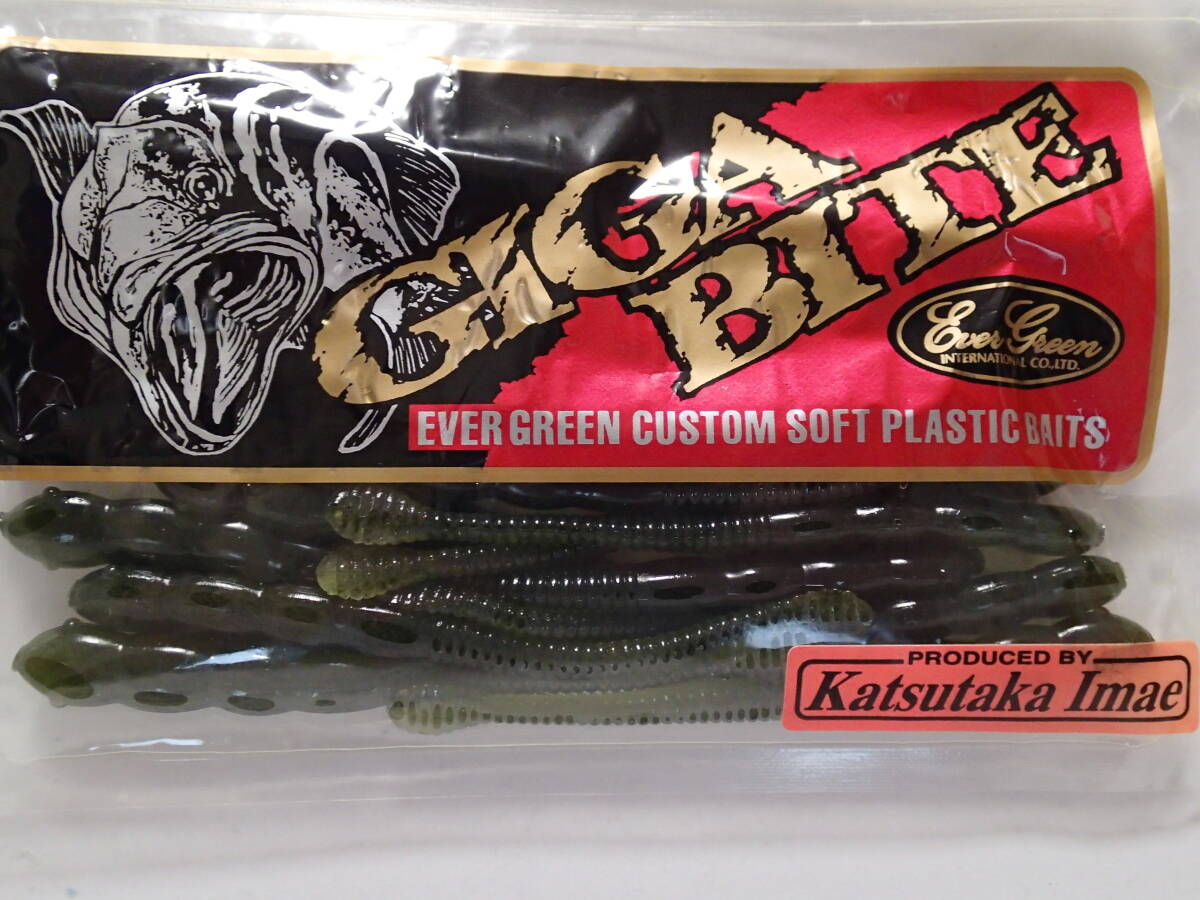 GIGA
BITE
Ever Green
INTERNATIONAL CO.,LTD.
EVER GREEN CUSTOM SOFT PLASTIC BAITS
PRODUCED BY
Katsutaka Imae